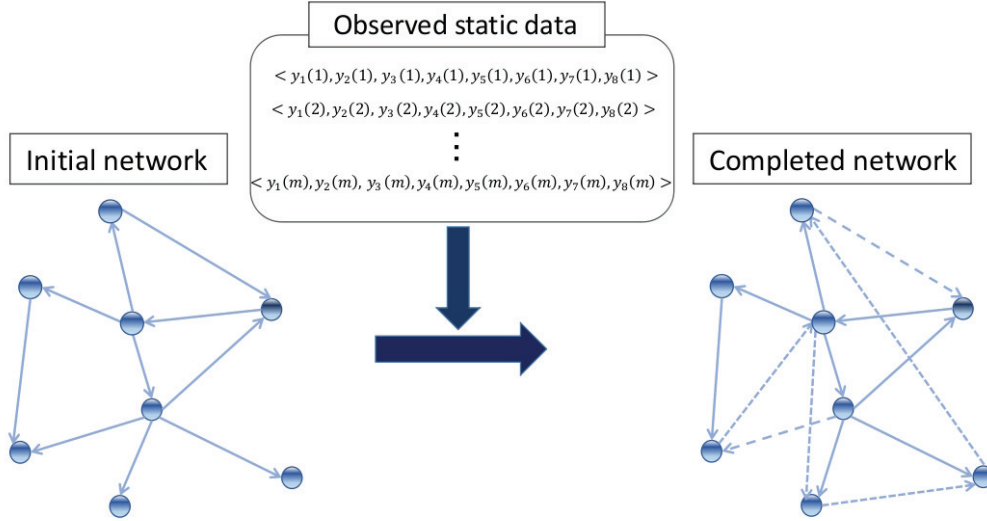 Observed static data
< y₁(1), y₂(1), y₃(1), y₄(1), y₅(1), y₆(1), y₇(1), y₈(1) >
< y₁(2), y₂(2), y₃(2), y₄(2), y₅(2), y₆(2), y₇(2), y₈(2) >
⋮
< y₁(m), y₂(m), y₃(m), y₄(m), y₅(m), y₆(m), y₇(m), y₈(m) >
Initial network
Completed network